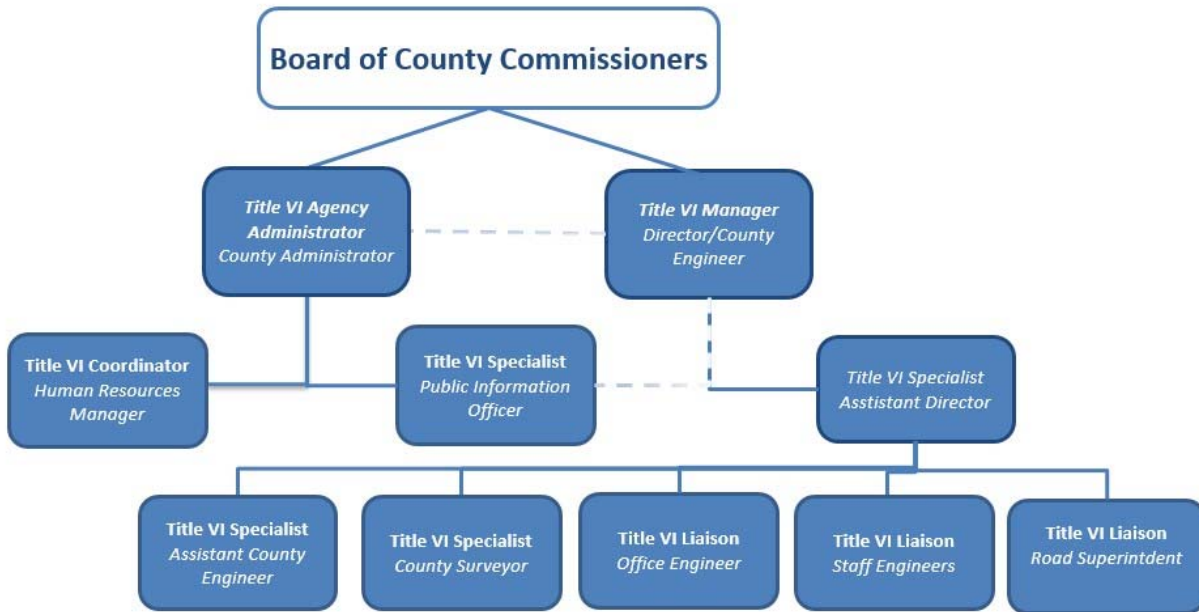 Board of County Commissioners
Title VI Agency
Administrator
County Administrator
Title VI Manager
Director/County
Engineer
Title VI Coordinator
Human Resources
Manager
Title VI Specialist
Public Information
Officer
Title VI Specialist
Asstistant Director
Title VI Specialist
Assistant County
Engineer
Title VI Specialist
County Surveyor
Title VI Liaison
Office Engineer
Title VI Liaison
Staff Engineers
Title VI Liaison
Road Superintdent